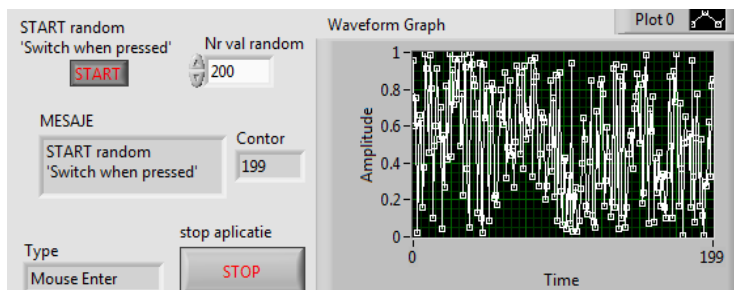 START random
'Switch when pressed'
START
Nr val random
200
MESAJE
START random
'Switch when pressed'
Contor
199
Type
Mouse Enter
stop aplicatie
STOP
Waveform Graph
Plot 0
Amplitude
1
0.8
0.6
0.4
0.2
0
0
199
Time